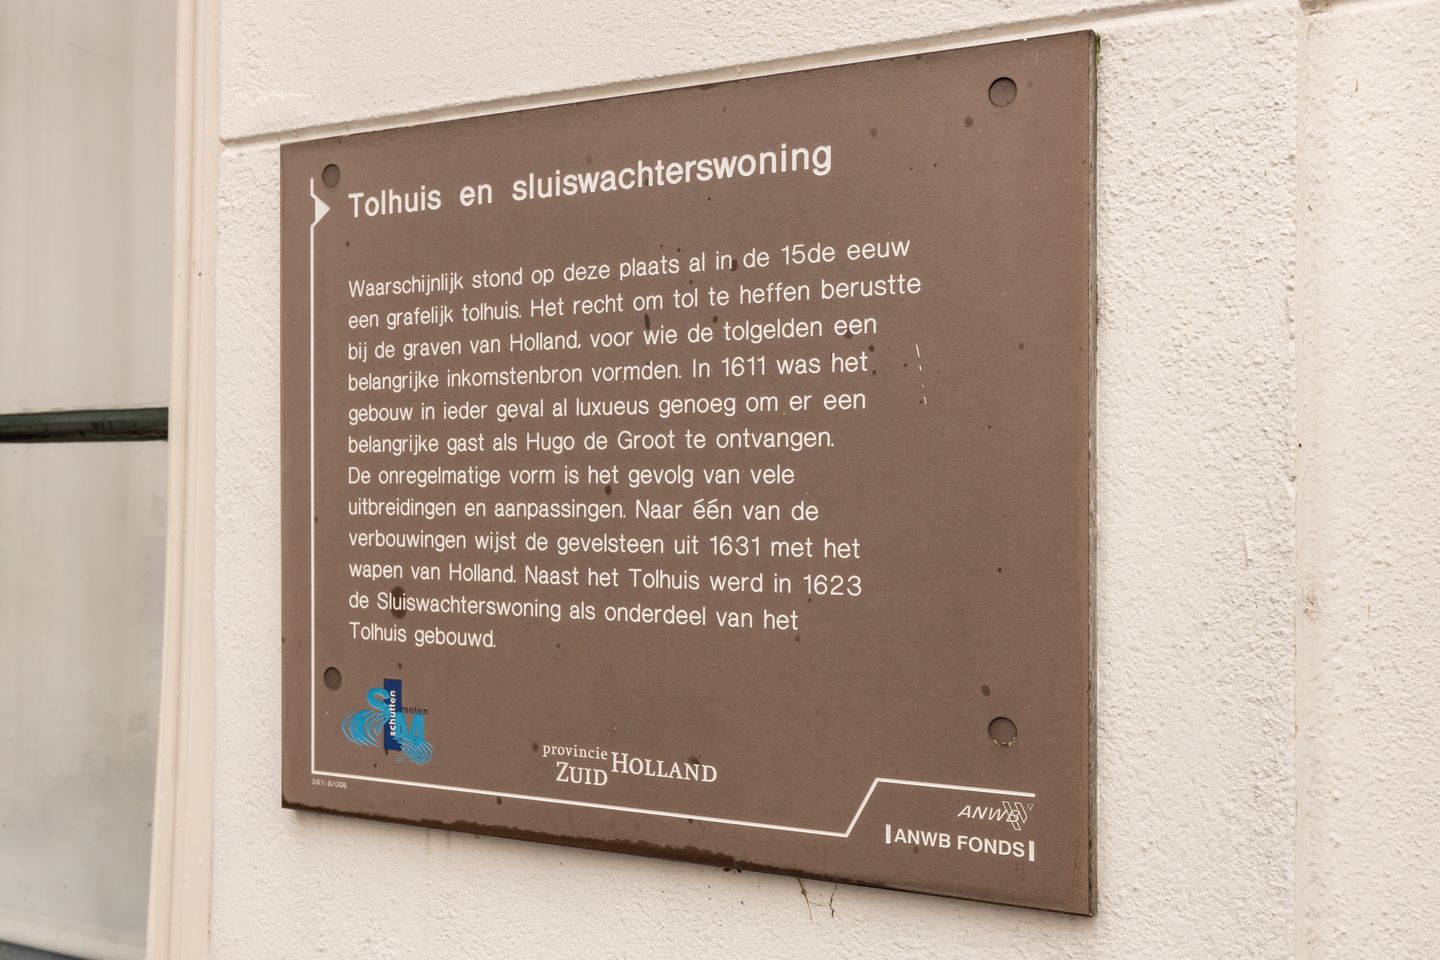 Tolhuis en sluiswachterswoning
Waarschijnlijk stond op deze plaats al in de 15de eeuw
een grafelijk tolhuis. Het recht om tol te heffen berustte
bij de graven van Holland, voor wie de tolgelden een
belangrijke inkomstenbron vormden. In 1611 was het
gebouw in ieder geval al luxueus genoeg om er een
belangrijke gast als Hugo de Groot te ontvangen.
De onregelmatige vorm is het gevolg van vele
uitbreidingen en aanpassingen. Naar één van de
verbouwingen wijst de gevelsteen uit 1631 met het
wapen van Holland. Naast het Tolhuis werd in 1623
de Sluiswachterswoning als onderdeel van het
Tolhuis gebouwd.
S molen
schutten
M
provincie HOLLAND
ZUID
ANWB
ANWB FONDS